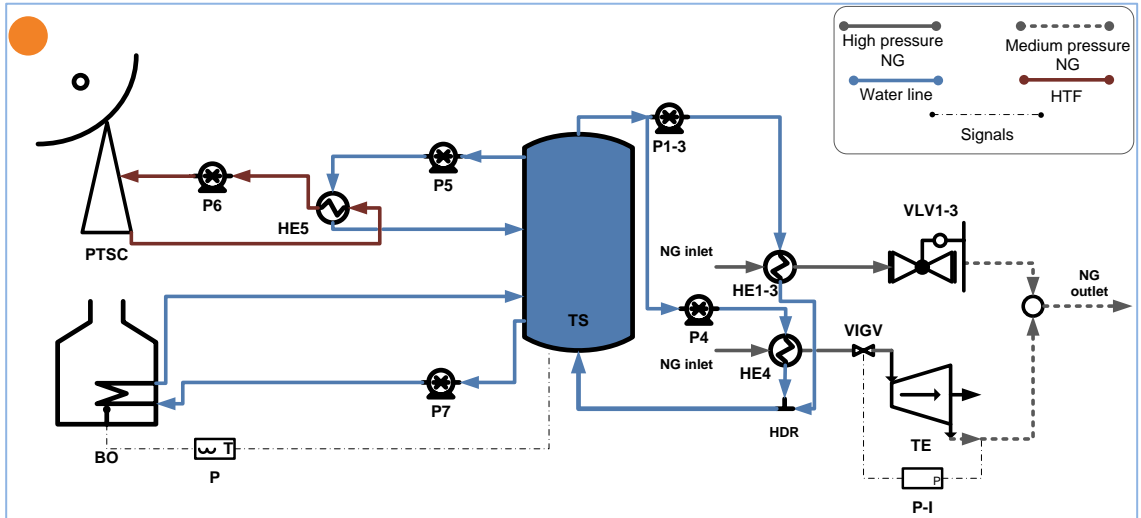 High pressure
NG
Medium pressure
NG
Water line
HTF
Signals
P1-3
P5
P6
HE5
PTSC
VLV1-3
NG inlet
HE1-3
NG
outlet
TS
P4
VIGV
NG inlet
HE4
P7
HDR
TE
BO
T
P
P
P-I